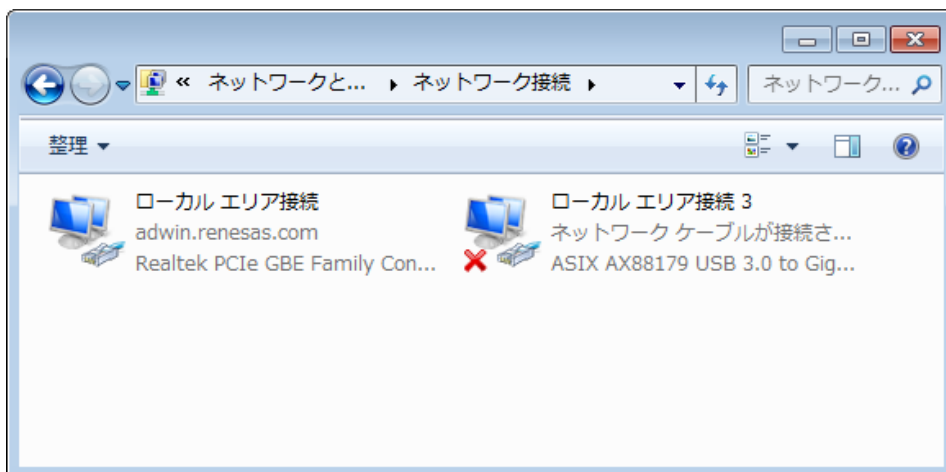 « ネットワークと... ▸ ネットワーク接続 ▸
ネットワーク...
整理
ローカル エリア接続
adwin.renesas.com
Realtek PCIe GBE Family Con...
ローカル エリア接続 3
ネットワーク ケーブルが接続さ...
ASIX AX88179 USB 3.0 to Gig...